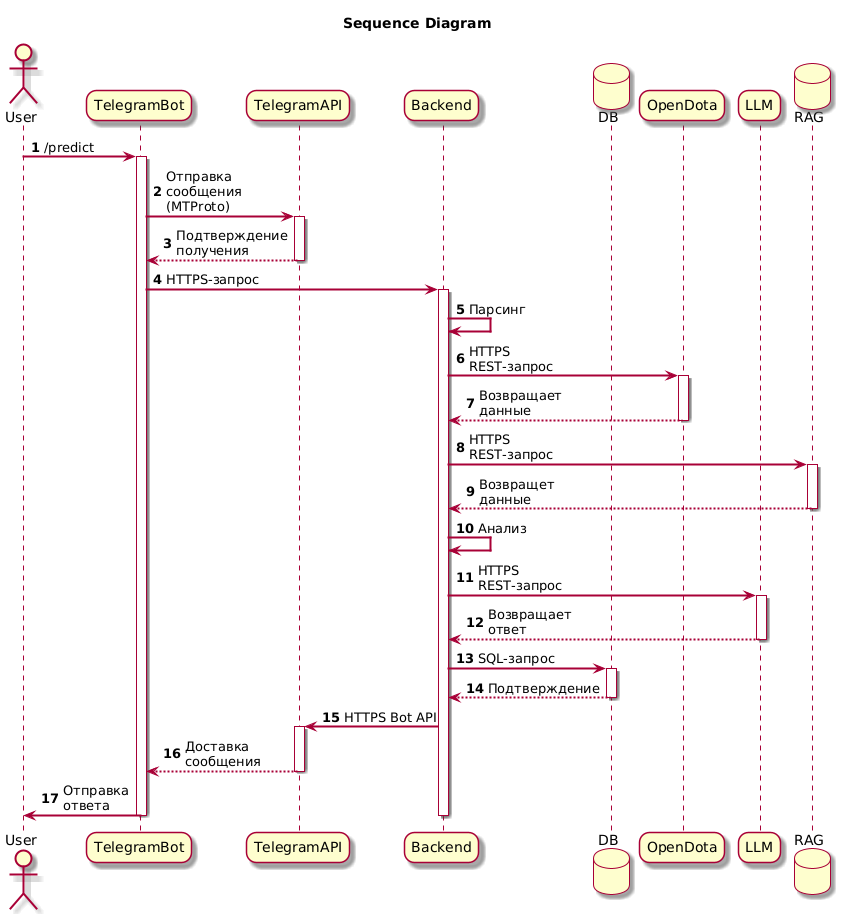 Sequence Diagram
User
TelegramBot
TelegramAPI
Backend
DB
OpenDota
LLM
RAG
1 /predict
2 Отправка
сообщения
(MTProto)
3 Подтверждение
получения
4 HTTPS-запрос
5 Парсинг
6 HTTPS
REST-запрос
7 Возвращает
данные
8 HTTPS
REST-запрос
9 Возвращет
данные
10 Анализ
11 HTTPS
REST-запрос
12 Возвращает
ответ
13 SQL-запрос
14 Подтверждение
15 HTTPS Bot API
16 Доставка
сообщения
17 Отправка
ответа
User
TelegramBot
TelegramAPI
Backend
DB
OpenDota
LLM
RAG